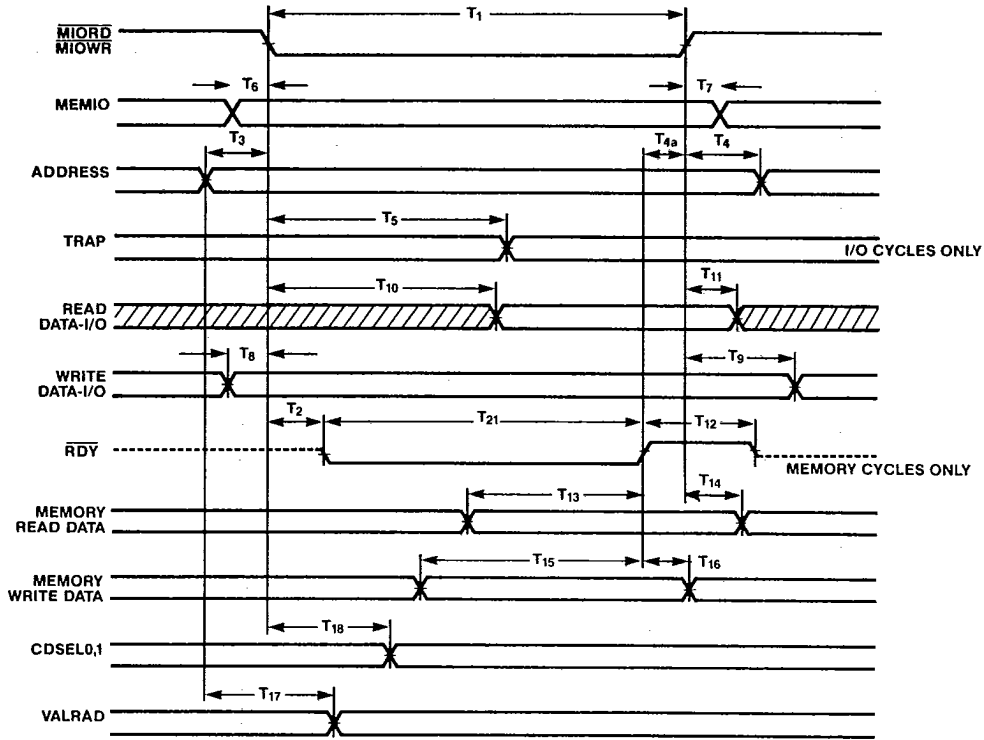 T1
MIORD
MIOWR
T6 T7
MEMIO
T3 T4a T4
ADDRESS
T5
TRAP
I/O CYCLES ONLY
T10 T11
READ
DATA-I/O
T8 T9
WRITE
DATA-I/O
T2 T21 T12
RDY
MEMORY CYCLES ONLY
T13 T14
MEMORY
READ DATA
T15 T16
MEMORY
WRITE DATA
T18
CDSEL0,1
T17
VALRAD